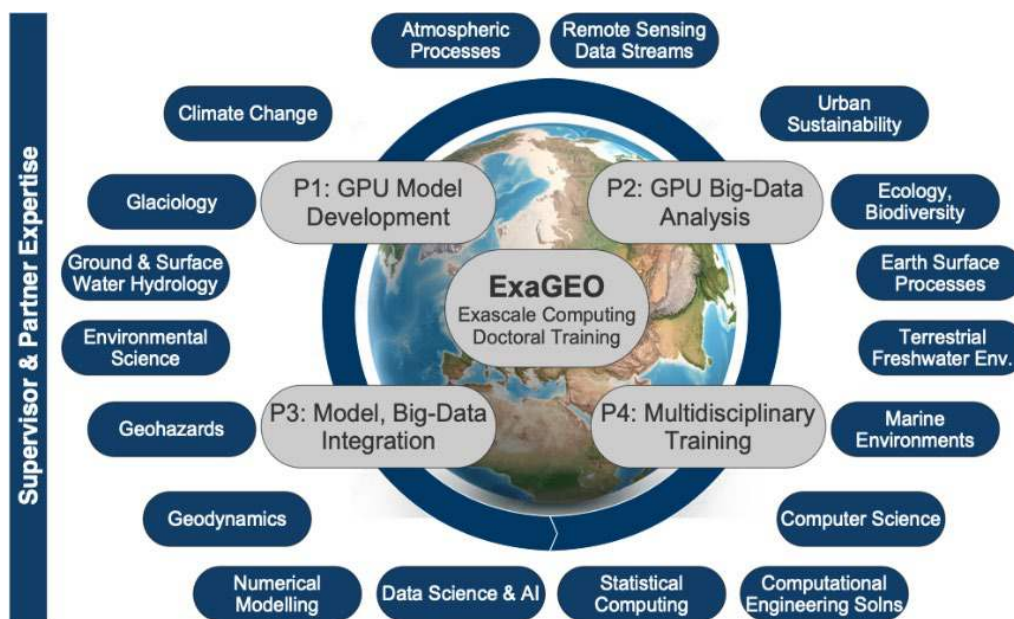 Supervisor & Partner Expertise
Atmospheric
Processes
Remote Sensing
Data Streams
Climate Change
Urban
Sustainability
Glaciology
P1: GPU Model
Development
P2: GPU Big-Data
Analysis
Ecology,
Biodiversity
Ground & Surface
Water Hydrology
ExaGEO
Exascale Computing
Doctoral Training
Earth Surface
Processes
Environmental
Science
Terrestrial
Freshwater Env.
Geohazards
P3: Model, Big-Data
Integration
P4: Multidisciplinary
Training
Marine
Environments
Geodynamics
Computer Science
Numerical
Modelling
Data Science & AI
Statistical
Computing
Computational
Engineering Solns